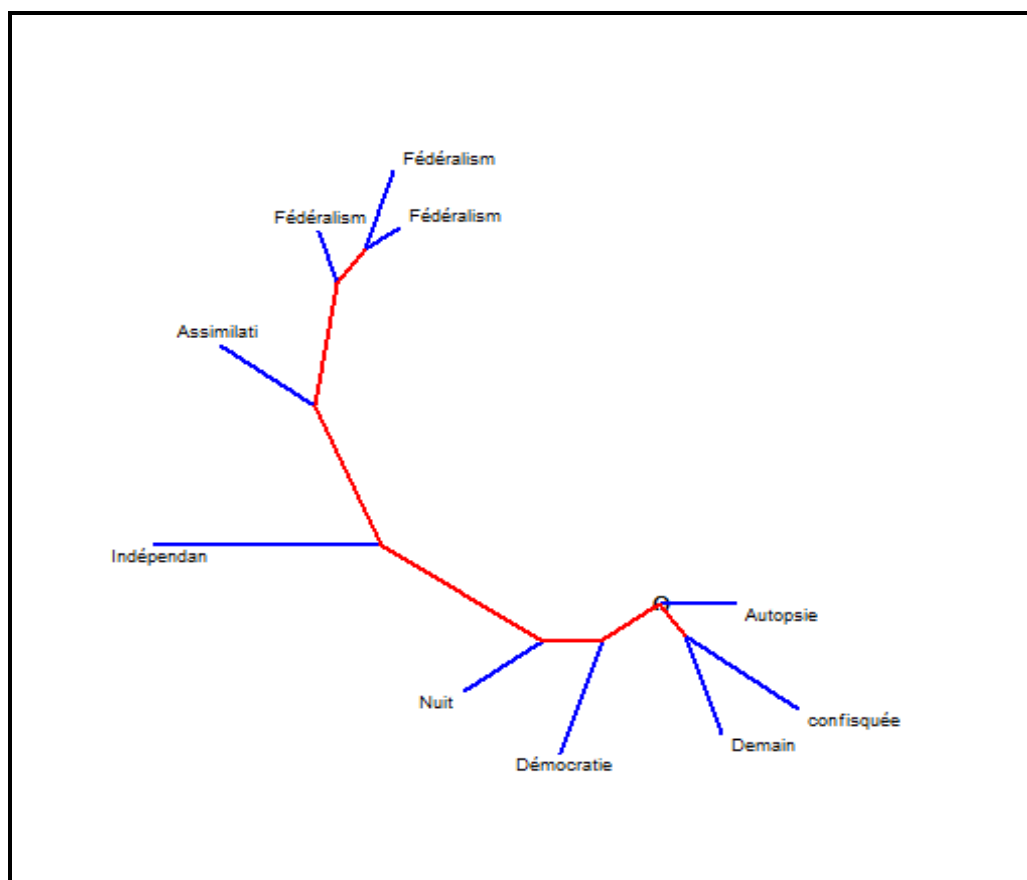 Fédéralism
Fédéralism
Fédéralism
Assimilati
Indépendan
Autopsie
Nuit
confisquée
Demain
Démocratie